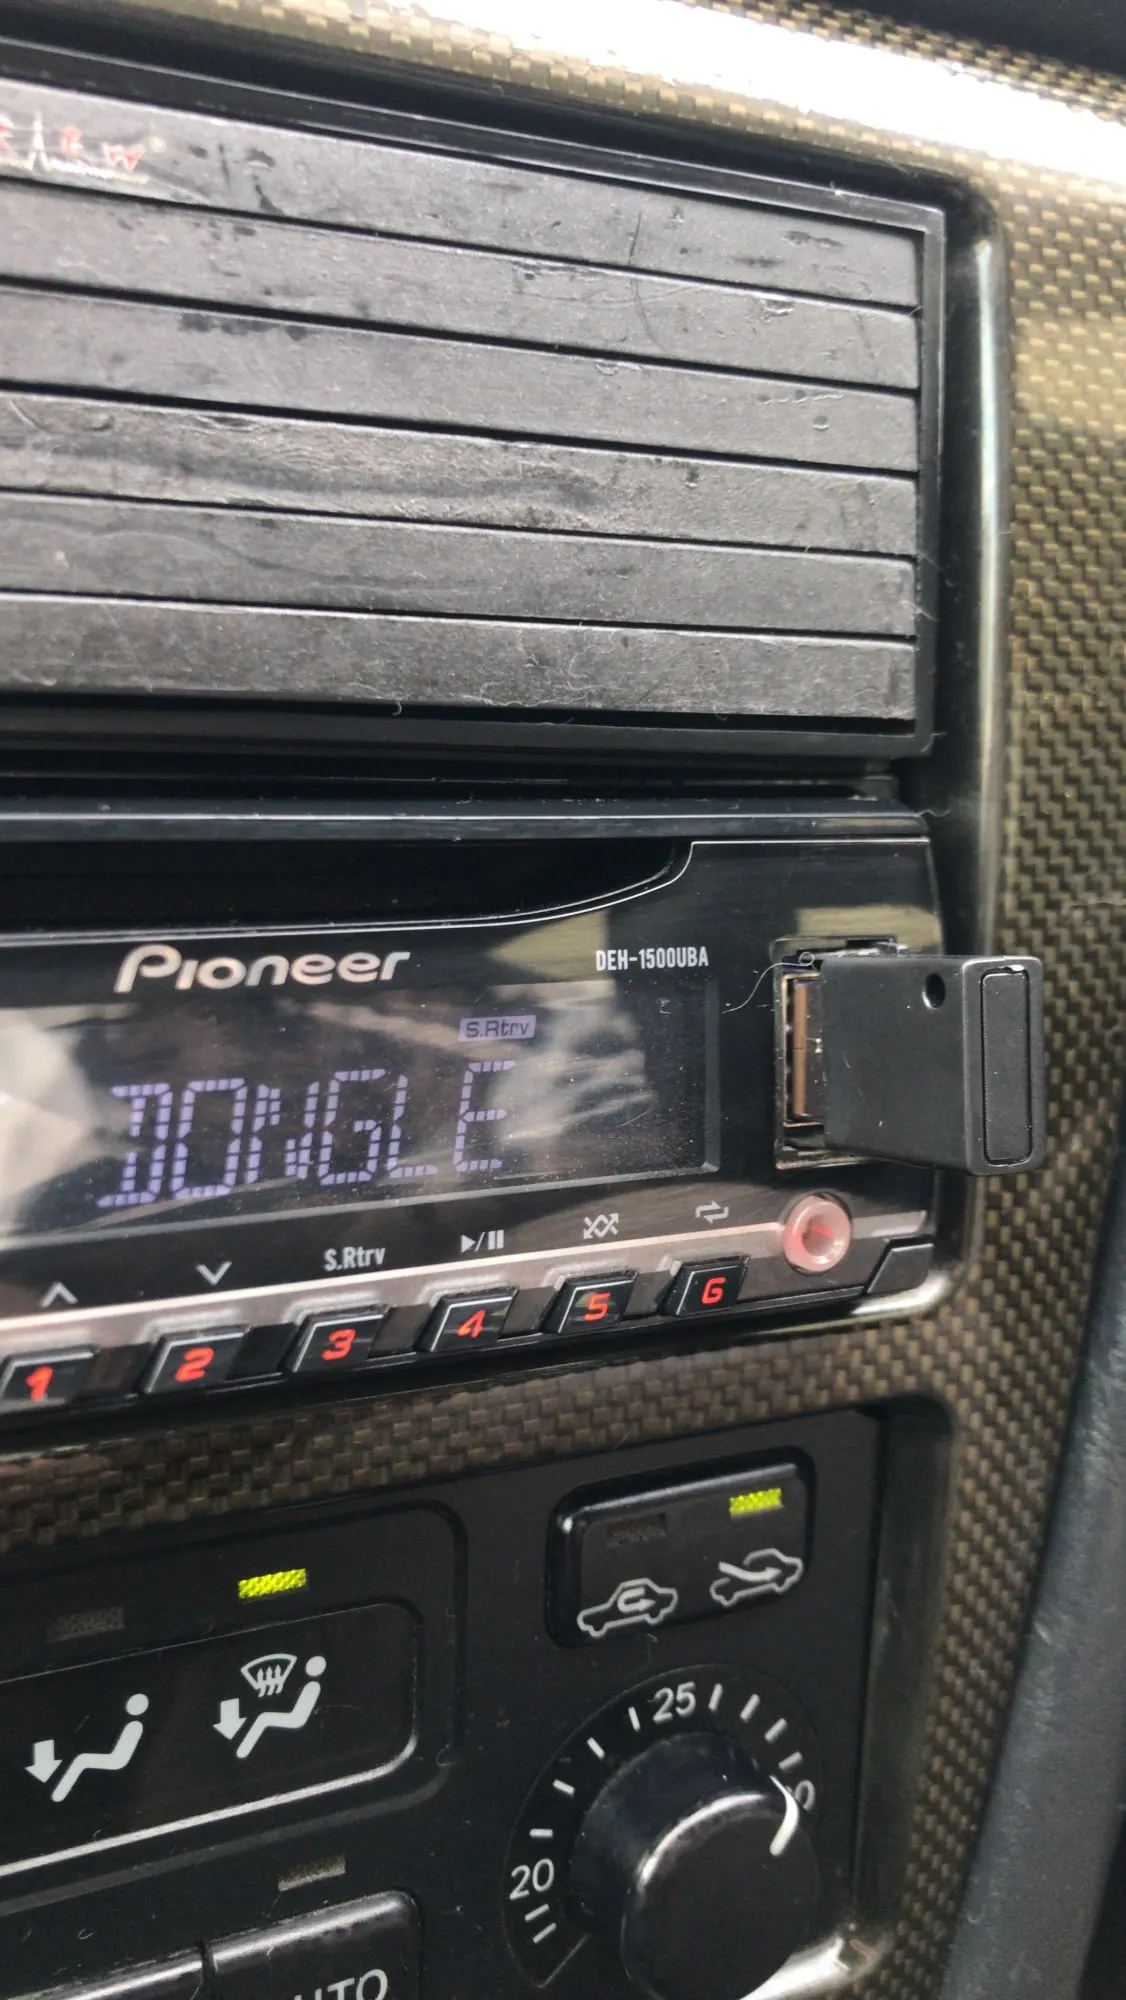 Pioneer
DEH-1500UBA
S.Rtrv
DONGLE
S.Rtrv
1 2 3 4 5 6
25
20